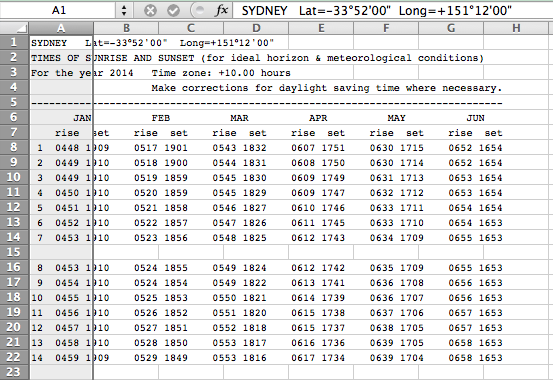 A1 fx SYDNEY Lat=-33°52'00" Long=+151°12'00"
A B C D E F G H
1 SYDNEY Lat=-33°52'00" Long=+151°12'00"
2 TIMES OF SUNRISE AND SUNSET (for ideal horizon & meteorological conditions)
3 For the year 2014 Time zone: +10.00 hours
4 Make corrections for daylight saving time where necessary.
5 --------------------------------------------------------------------------------
6 JAN FEB MAR APR MAY JUN
7 rise set rise set rise set rise set rise set rise set
8 1 0448 1909 0517 1901 0543 1832 0607 1751 0630 1715 0652 1654
9 2 0449 1909 0518 1900 0544 1831 0608 1750 0630 1714 0652 1654
10 3 0449 1910 0519 1859 0545 1830 0609 1749 0631 1713 0653 1654
11 4 0450 1910 0520 1859 0545 1829 0609 1747 0632 1712 0653 1654
12 5 0451 1910 0521 1858 0546 1827 0610 1746 0633 1711 0654 1654
13 6 0452 1910 0522 1857 0547 1826 0611 1745 0633 1710 0654 1653
14 7 0453 1910 0523 1856 0548 1825 0612 1743 0634 1709 0655 1653
15
16 8 0453 1910 0524 1855 0549 1824 0612 1742 0635 1709 0655 1653
17 9 0454 1910 0524 1854 0549 1822 0613 1741 0636 1708 0656 1653
18 10 0455 1910 0525 1853 0550 1821 0614 1739 0636 1707 0656 1653
19 11 0456 1910 0526 1852 0551 1820 0615 1738 0637 1706 0657 1653
20 12 0457 1910 0527 1851 0552 1818 0615 1737 0638 1705 0657 1653
21 13 0458 1910 0528 1850 0553 1817 0616 1736 0639 1705 0658 1653
22 14 0459 1909 0529 1849 0553 1816 0617 1734 0639 1704 0658 1653
23